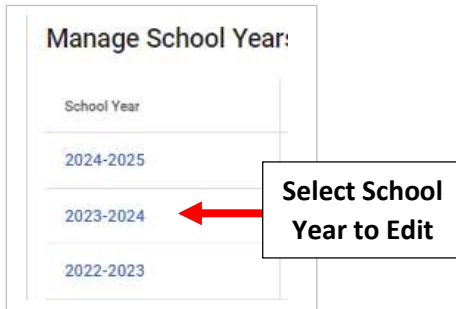 Manage School Years
School Year
2024-2025
2023-2024
2022-2023
Select School
Year to Edit